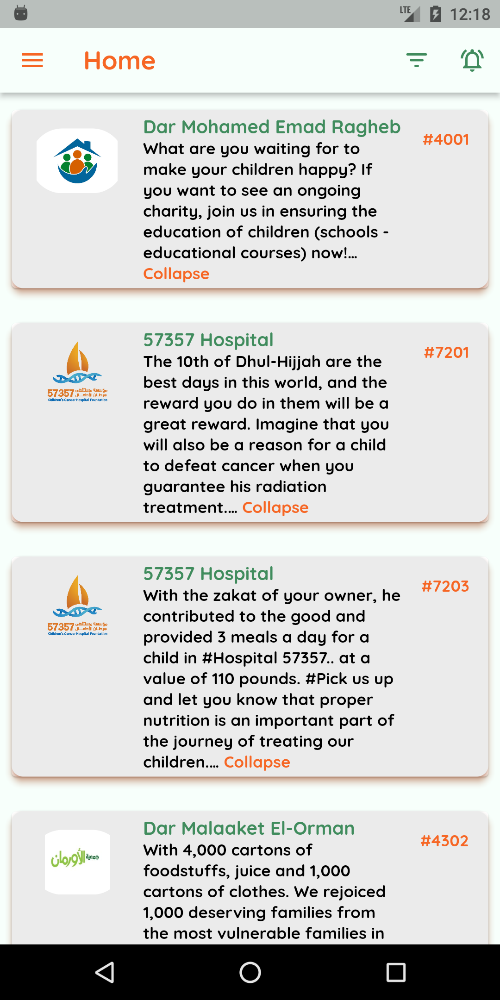 LTE 12:18
Home
Dar Mohamed Emad Ragheb
#4001
What are you waiting for to
make your children happy? If
you want to see an ongoing
charity, join us in ensuring the
education of children (schools -
educational courses) now!...
Collapse
57357 Hospital
#7201
The 10th of Dhul-Hijjah are the
best days in this world, and the
reward you do in them will be a
great reward. Imagine that you
will also be a reason for a child
to defeat cancer when you
guarantee his radiation
treatment.... Collapse
57357 مؤسسة مستشفى
سرطان الأطفال
Children's Cancer Hospital Foundation
57357 Hospital
#7203
With the zakat of your owner, he
contributed to the good and
provided 3 meals a day for a
child in #Hospital 57357.. at a
value of 110 pounds. #Pick us up
and let you know that proper
nutrition is an important part of
the journey of treating our
children.... Collapse
57357 مؤسسة مستشفى
سرطان الأطفال
Children's Cancer Hospital Foundation
Dar Malaaket El-Orman
#4302
With 4,000 cartons of
foodstuffs, juice and 1,000
cartons of clothes. We rejoiced
1,000 deserving families from
the most vulnerable families in
جمعية الأورمان